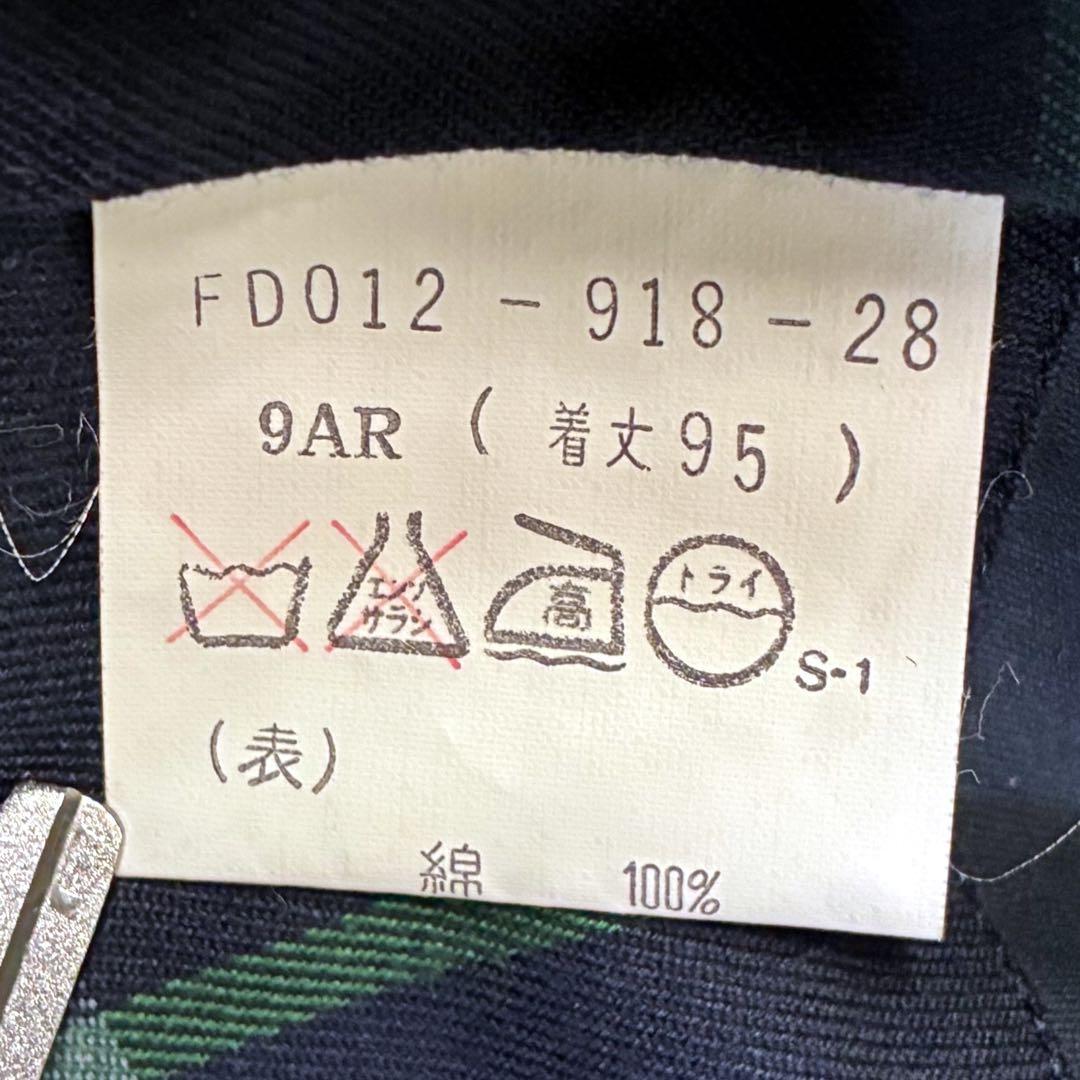 FD012-918-28
9AR (着丈95)
エンソ
サラシ
高
ドライ
S-1
(表)
綿 100%